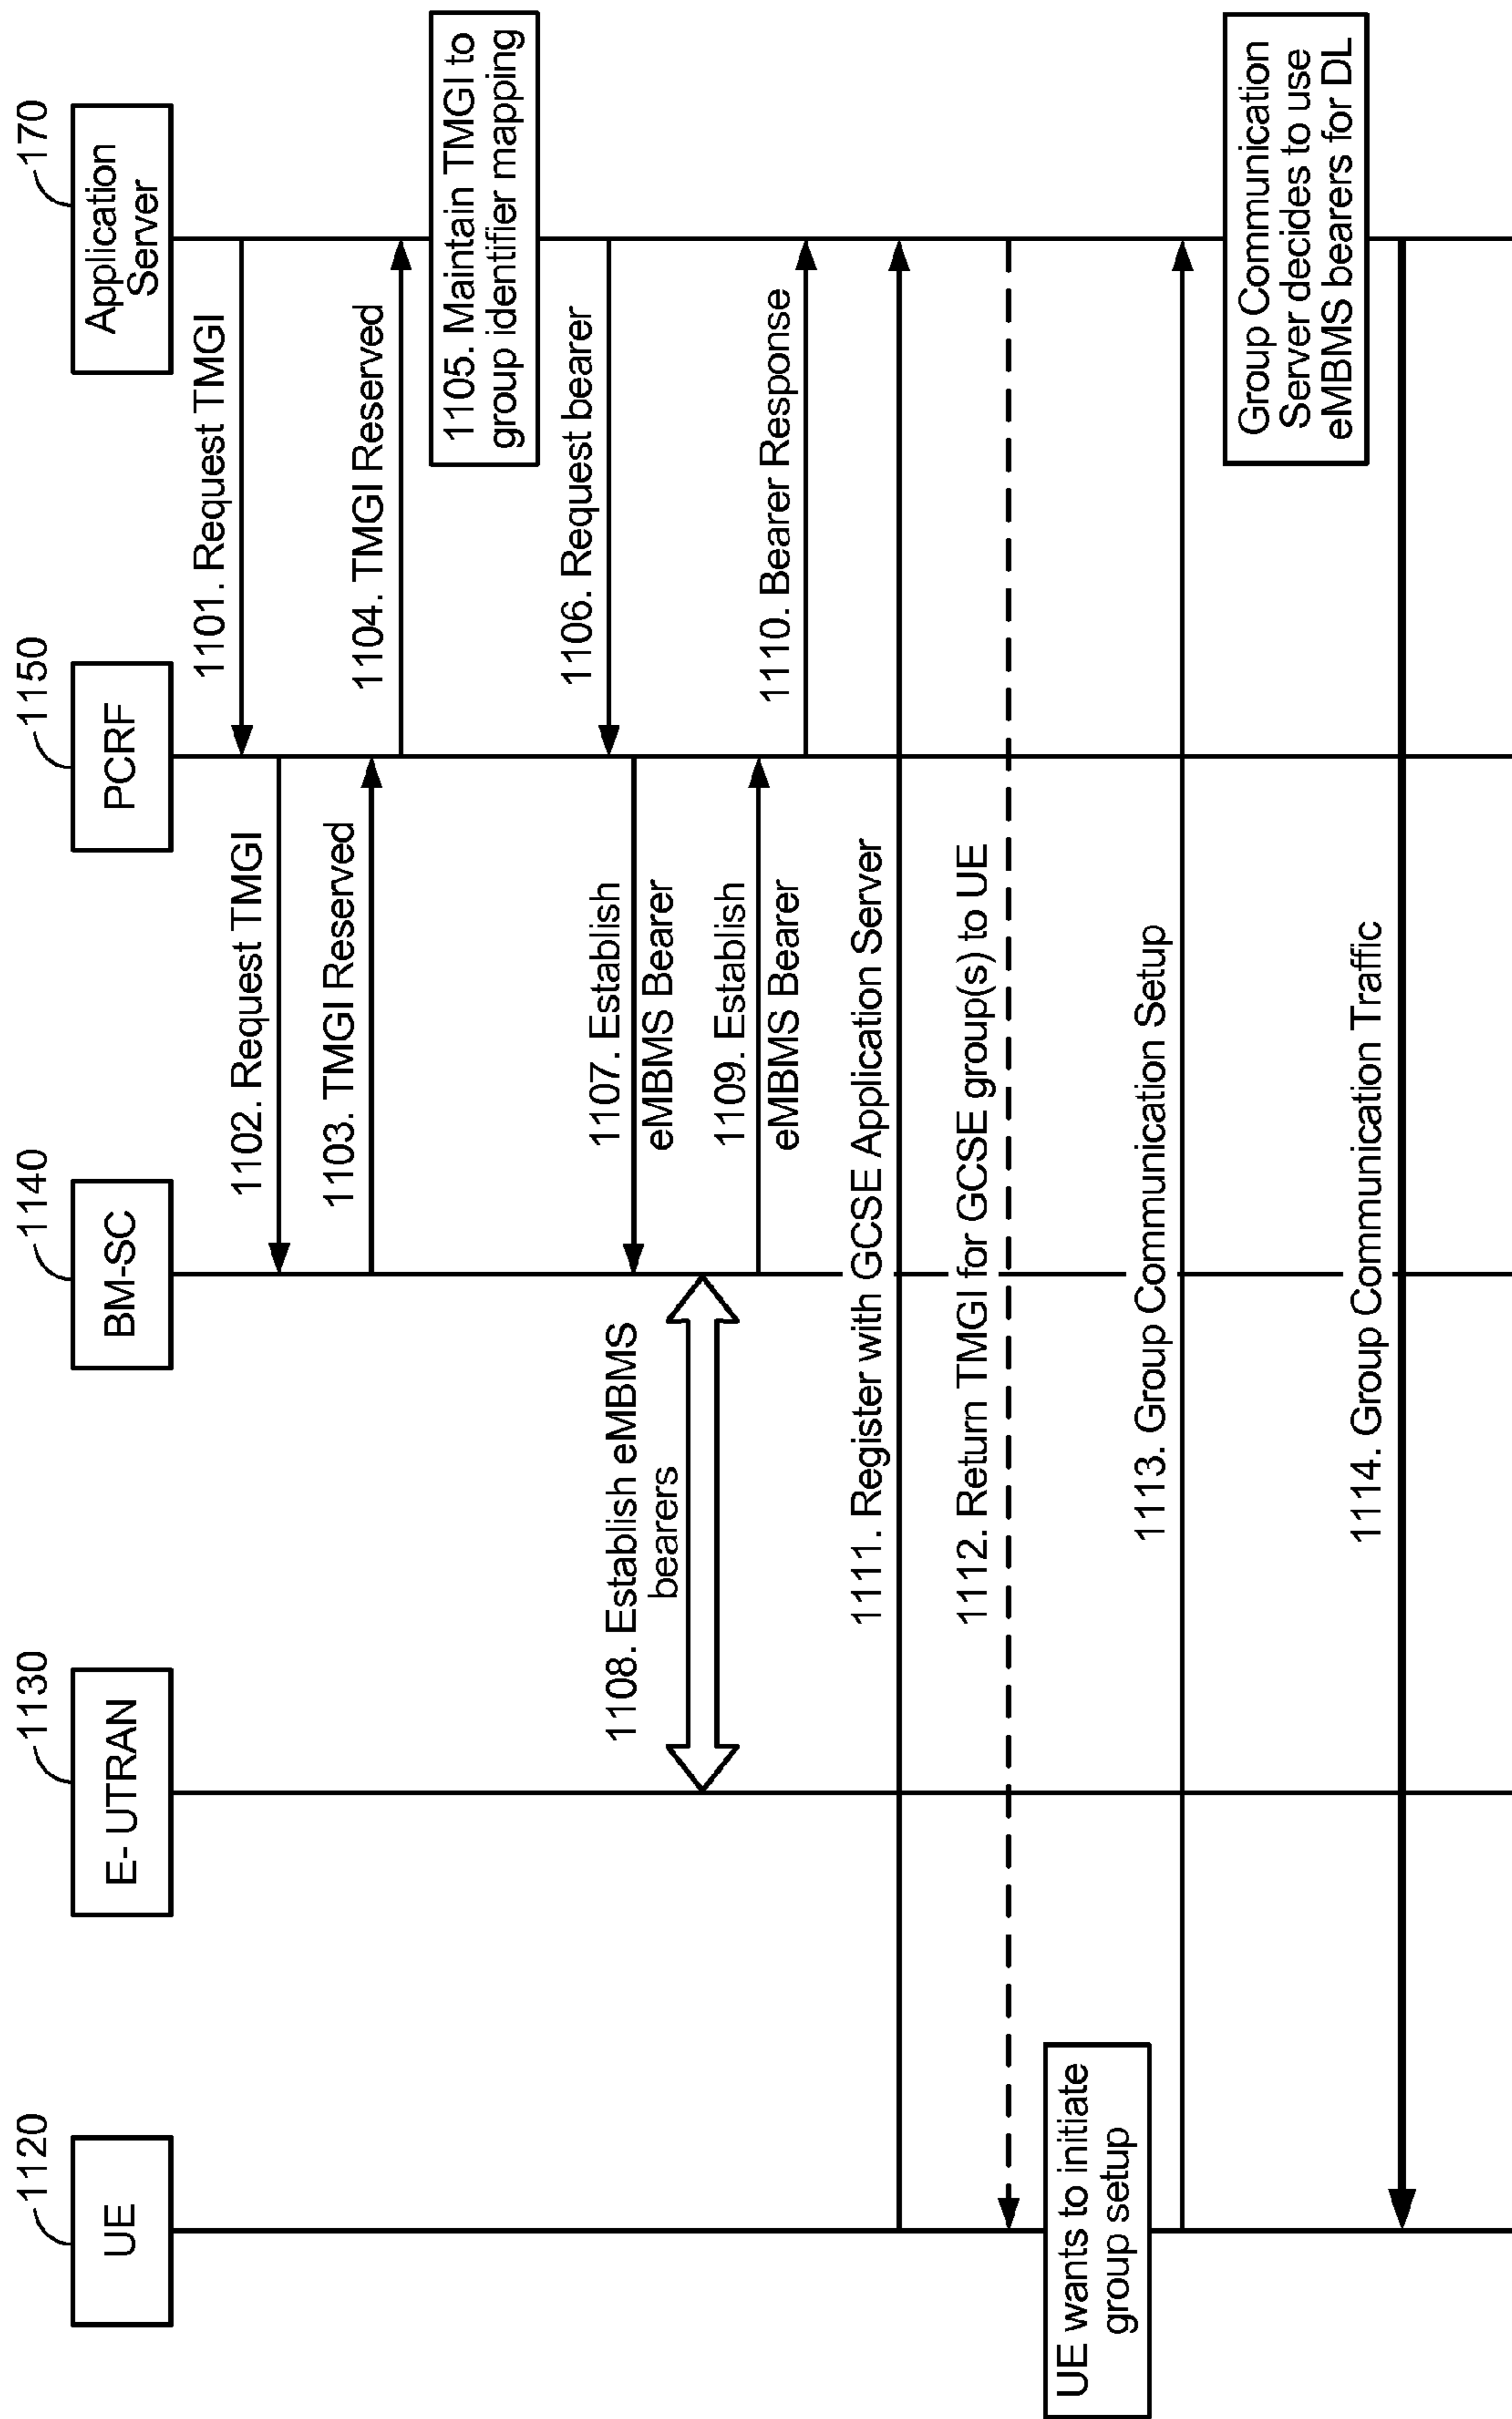 1120
UE
1130
E- UTRAN
1140
BM-SC
1150
PCRF
170
Application
Server
1101. Request TMGI
1102. Request TMGI
1103. TMGI Reserved
1104. TMGI Reserved
1105. Maintain TMGI to
group identifier mapping
1106. Request bearer
1107. Establish
eMBMS Bearer
1108. Establish eMBMS
bearers
1109. Establish
eMBMS Bearer
1110. Bearer Response
1111. Register with GCSE Application Server
1112. Return TMGI for GCSE group(s) to UE
UE wants to initiate
group setup
1113. Group Communication Setup
Group Communication
Server decides to use
eMBMS bearers for DL
1114. Group Communication Traffic